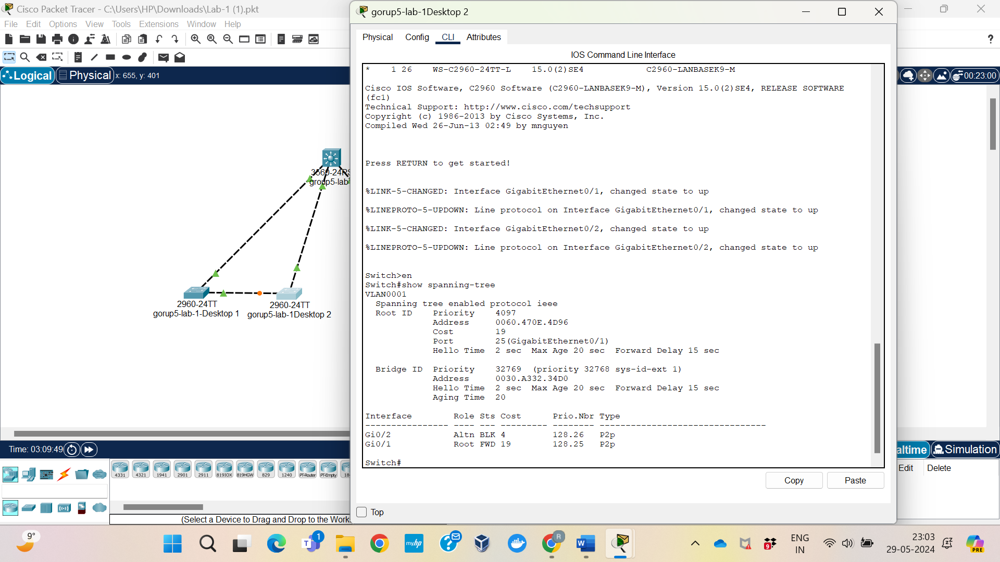 Cisco Packet Tracer - C:\Users\HP\Downloads\Lab-1 (1).pkt
File Edit Options View Tools Extensions Window Help
?
Logical Physical x: 655, y: 401
00:23:00
3560-24PS
group5-lab
2960-24TT
gorup5-lab-1-Desktop 1
2960-24TT
gorup5-lab-1Desktop 2
gorup5-lab-1Desktop 2
Physical Config CLI Attributes
IOS Command Line Interface
* 1 26 WS-C2960-24TT-L 15.0(2)SE4 C2960-LANBASEK9-M
Cisco IOS Software, C2960 Software (C2960-LANBASEK9-M), Version 15.0(2)SE4, RELEASE SOFTWARE
(fc1)
Technical Support: http://www.cisco.com/techsupport
Copyright (c) 1986-2013 by Cisco Systems, Inc.
Compiled Wed 26-Jun-13 02:49 by mnguyen
Press RETURN to get started!
%LINK-5-CHANGED: Interface GigabitEthernet0/1, changed state to up
%LINEPROTO-5-UPDOWN: Line protocol on Interface GigabitEthernet0/1, changed state to up
%LINK-5-CHANGED: Interface GigabitEthernet0/2, changed state to up
%LINEPROTO-5-UPDOWN: Line protocol on Interface GigabitEthernet0/2, changed state to up
Switch>en
Switch#show spanning-tree
VLAN0001
Spanning tree enabled protocol ieee
Root ID Priority 4097
Address 0060.470E.4D96
Cost 19
Port 25(GigabitEthernet0/1)
Hello Time 2 sec Max Age 20 sec Forward Delay 15 sec
Bridge ID Priority 32769 (priority 32768 sys-id-ext 1)
Address 0030.A332.34D0
Hello Time 2 sec Max Age 20 sec Forward Delay 15 sec
Aging Time 20
Interface Role Sts Cost Prio.Nbr Type
---------------- ---- --- --------- -------- --------------------------------
Gi0/2 Altn BLK 4 128.26 P2p
Gi0/1 Root FWD 19 128.25 P2p
Switch#
Copy Paste
Top
Time: 03:09:49
altime Simulation
4331 4321 1941 2901 2911 819IOX 819HGW 829 1240 PT-Router PT-Empty 18
Edit Delete
(Select a Device to Drag and Drop to the Work
9°
1
T
myhp
?
R
W
9
ENG
IN
23:03
29-05-2024
PRE